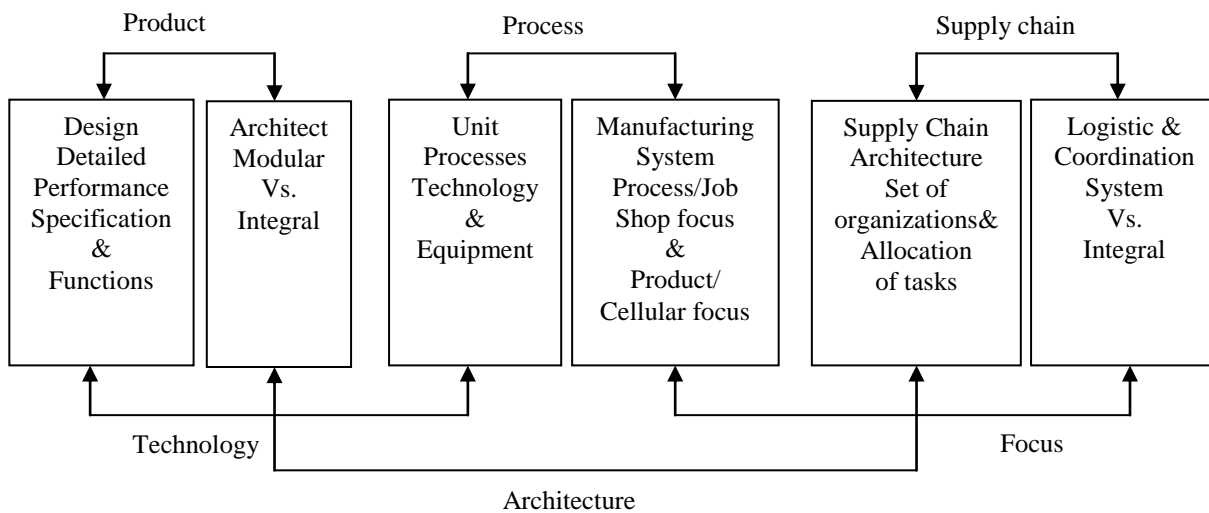 Product
Process
Supply chain
Design
Detailed
Performance
Specification
&
Functions
Architect
Modular
Vs.
Integral
Unit
Processes
Technology
&
Equipment
Manufacturing
System
Process/Job
Shop focus
&
Product/
Cellular focus
Supply Chain
Architecture
Set of
organizations&
Allocation
of tasks
Logistic &
Coordination
System
Vs.
Integral
Technology
Focus
Architecture